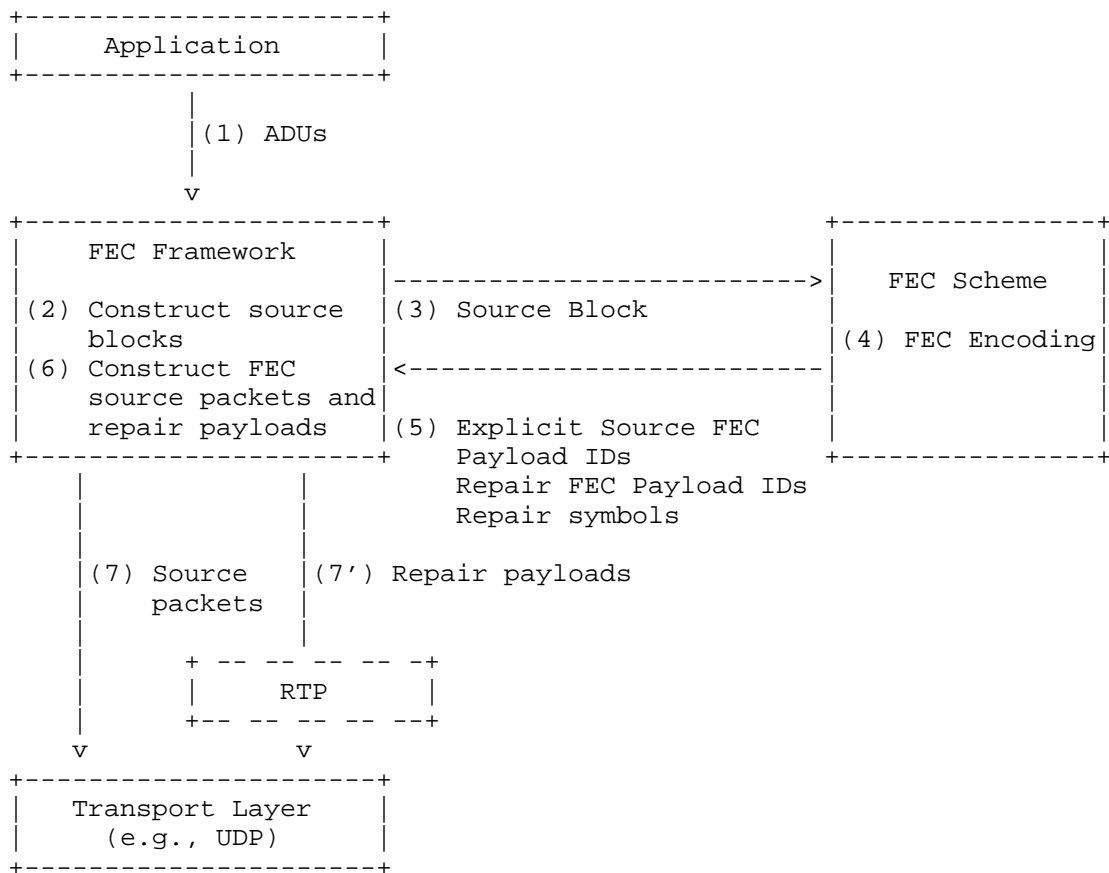 Application
(1) ADUs
FEC Framework
FEC Scheme
(2) Construct source
(3) Source Block
blocks
(4) FEC Encoding
(6) Construct FEC
source packets and
repair payloads
(5) Explicit Source FEC
Payload IDs
Repair FEC Payload IDs
Repair symbols
(7) Source
(7') Repair payloads
packets
RTP
Transport Layer
(e.g., UDP)